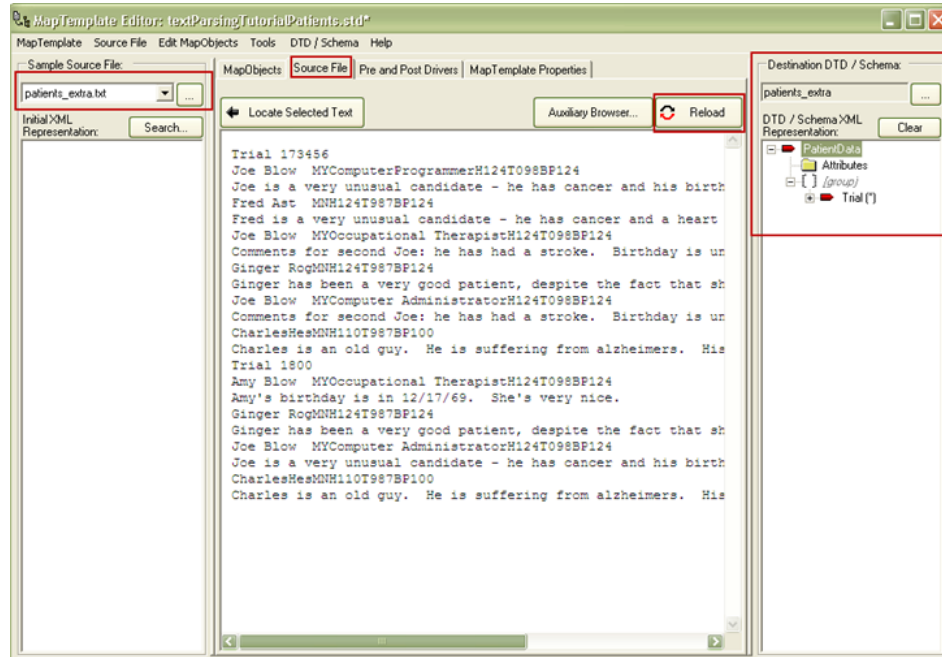 MapTemplate Editor: textParsingTutorialPatients.std*
MapTemplate Source File Edit MapObjects Tools DTD / Schema Help
Sample Source File:
patients_extra.txt
...
Initial XML
Representation:
Search...
MapObjects
Source File
Pre and Post Drivers
MapTemplate Properties
Locate Selected Text
Auxiliary Browser...
Reload
Trial 173456
Joe Blow  MYComputerProgrammerH124T098BP124
Joe is a very unusual candidate - he has cancer and his birth
Fred Ast  MNH124T987BP124
Fred is a very unusual candidate - he has cancer and a heart
Joe Blow  MYOccupational TherapistH124T098BP124
Comments for second Joe: he has had a stroke.  Birthday is un
Ginger RogMNH124T987BP124
Ginger has been a very good patient, despite the fact that sh
Joe Blow  MYComputer AdministratorH124T098BP124
Comments for second Joe: he has had a stroke.  Birthday is un
CharlesHesMNH110T987BP100
Charles is an old guy.  He is suffering from alzheimers.  His
Trial 1800
Amy Blow  MYOccupational TherapistH124T098BP124
Amy's birthday is in 12/17/69.  She's very nice.
Ginger RogMNH124T987BP124
Ginger has been a very good patient, despite the fact that sh
Joe Blow  MYComputer AdministratorH124T098BP124
Joe is a very unusual candidate - he has cancer and his birth
CharlesHesMNH110T987BP100
Charles is an old guy.  He is suffering from alzheimers.  His
Destination DTD / Schema:
patients_extra
...
DTD / Schema XML
Representation:
Clear
PatientData
Attributes
[ ] (group)
Trial (*)